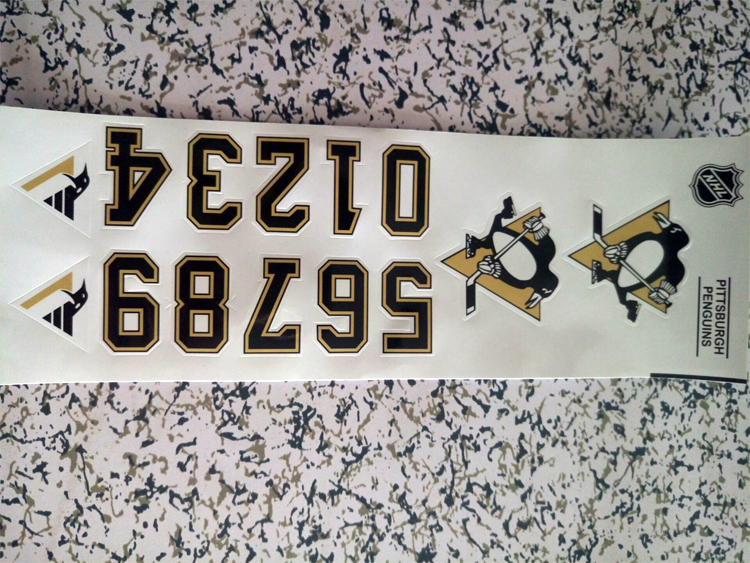 NHL
PITTSBURGH
PENGUINS
01234
56789